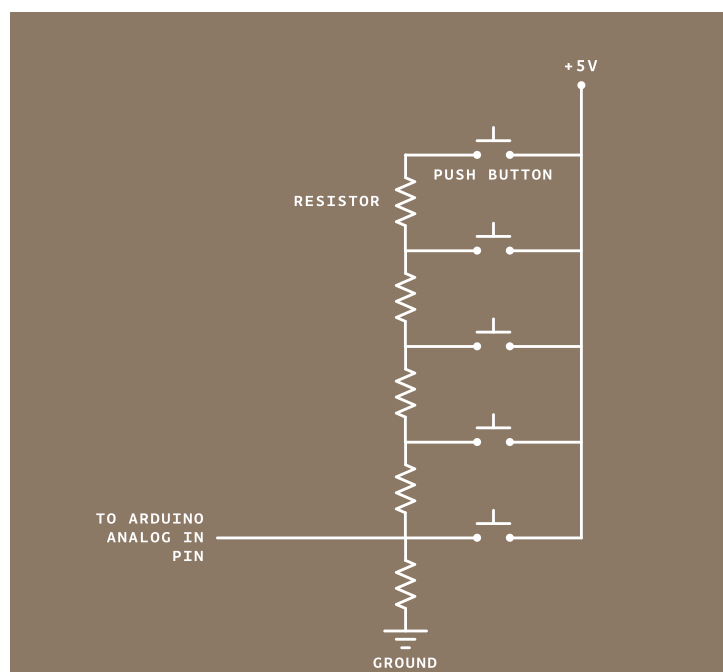 +5V
PUSH BUTTON
RESISTOR
TO ARDUINO
ANALOG IN
PIN
GROUND